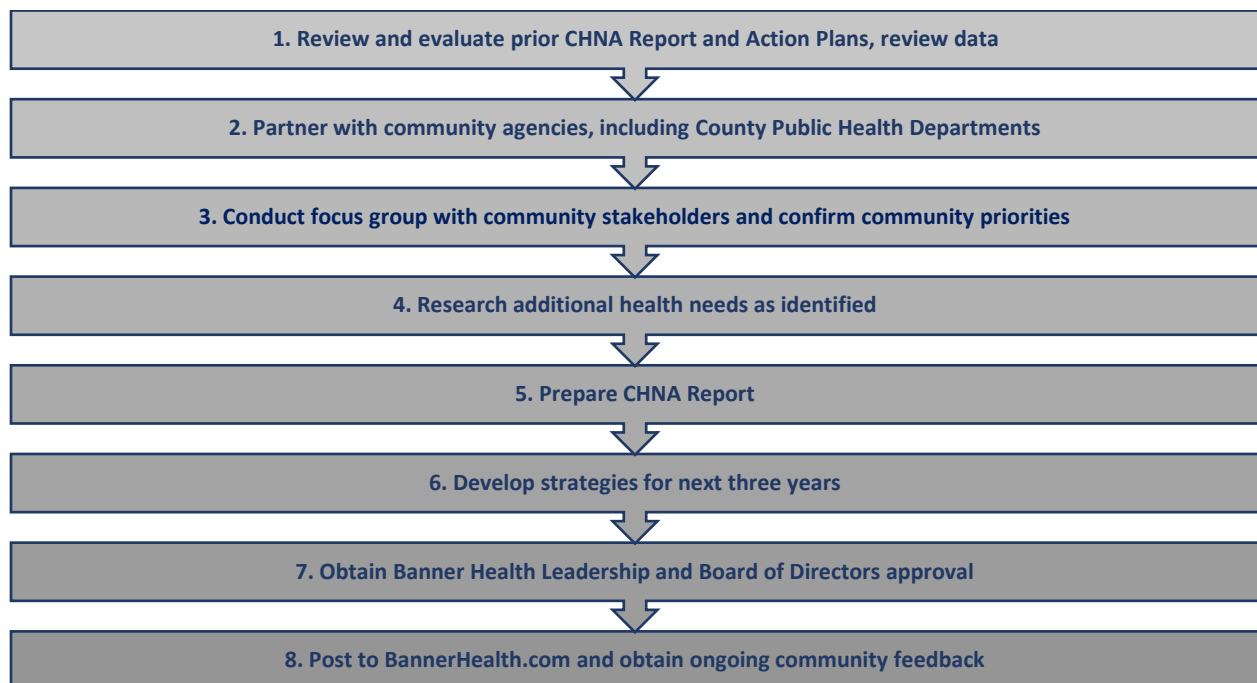 1. Review and evaluate prior CHNA Report and Action Plans, review data
2. Partner with community agencies, including County Public Health Departments
3. Conduct focus group with community stakeholders and confirm community priorities
4. Research additional health needs as identified
5. Prepare CHNA Report
6. Develop strategies for next three years
7. Obtain Banner Health Leadership and Board of Directors approval
8. Post to BannerHealth.com and obtain ongoing community feedback